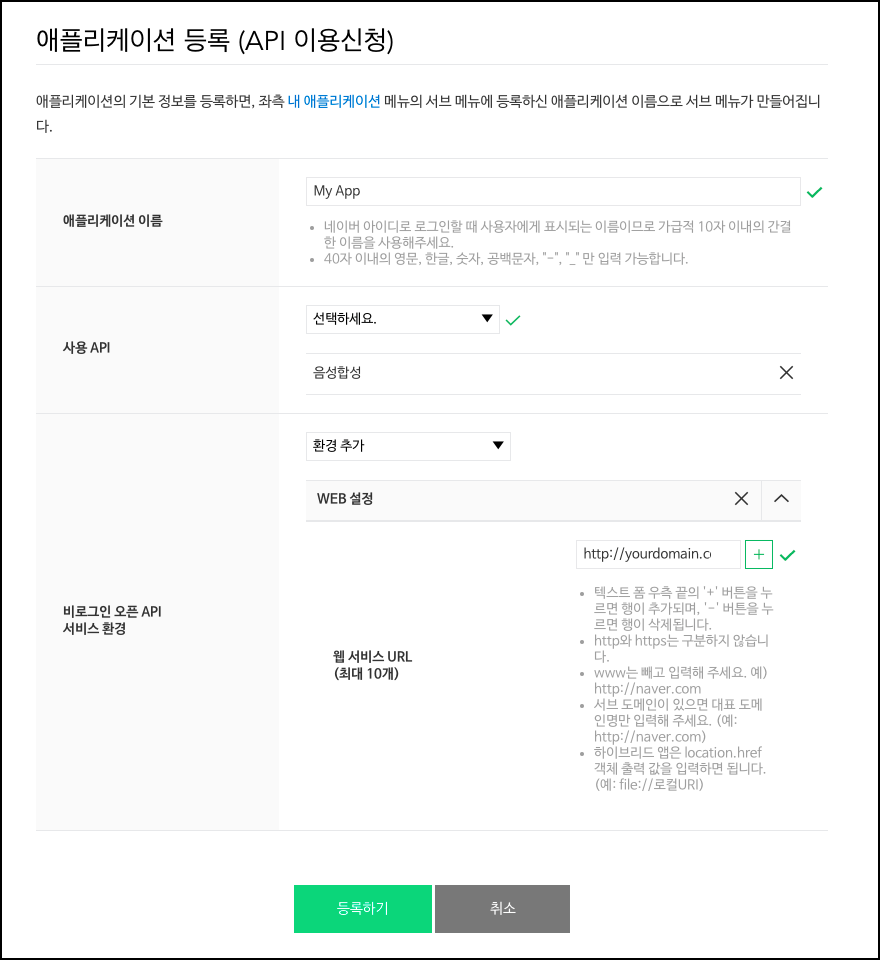 애플리케이션 등록 (API 이용신청)
애플리케이션의 기본 정보를 등록하면, 좌측 내 애플리케이션 메뉴의 서브 메뉴에 등록하신 애플리케이션 이름으로 서브 메뉴가 만들어집니
다.
애플리케이션 이름
My App
네이버 아이디로 로그인할 때 사용자에게 표시되는 이름이므로 가급적 10자 이내의 간결
한 이름을 사용해주세요.
40자 이내의 영문, 한글, 숫자, 공백문자, "-", "_" 만 입력 가능합니다.
사용 API
선택하세요.
음성합성
비로그인 오픈 API
서비스 환경
환경 추가
WEB 설정
웹 서비스 URL
(최대 10개)
http://yourdomain.c
텍스트 폼 우측 끝의 '+' 버튼을 누
르면 행이 추가되며, '-' 버튼을 누
르면 행이 삭제됩니다.
http와 https는 구분하지 않습니
다.
www는 빼고 입력해 주세요. 예)
http://naver.com
서브 도메인이 있으면 대표 도메
인명만 입력해 주세요. (예:
http://naver.com)
하이브리드 앱은 location.href
객체 출력 값을 입력하면 됩니다.
(예: file://로컬URI)
등록하기
취소